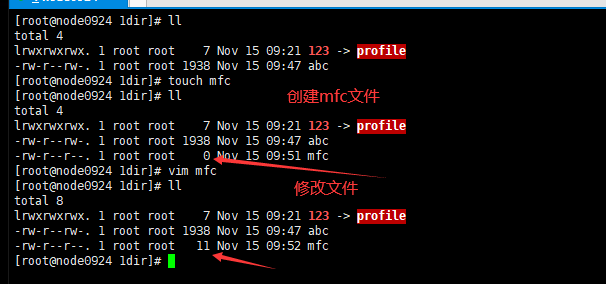 [root@node0924 1dir]# ll
total 4
lrwxrwxrwx. 1 root root    7 Nov 15 09:21 123 -> profile
-rw-r--rw-. 1 root root 1938 Nov 15 09:47 abc
[root@node0924 1dir]# touch mfc
[root@node0924 1dir]# ll
创建mfc文件
total 4
lrwxrwxrwx. 1 root root    7 Nov 15 09:21 123 -> profile
-rw-r--rw-. 1 root root 1938 Nov 15 09:47 abc
-rw-r--r--. 1 root root    0 Nov 15 09:51 mfc
[root@node0924 1dir]# vim mfc
[root@node0924 1dir]# ll
修改文件
total 8
lrwxrwxrwx. 1 root root    7 Nov 15 09:21 123 -> profile
-rw-r--rw-. 1 root root 1938 Nov 15 09:47 abc
-rw-r--r--. 1 root root   11 Nov 15 09:52 mfc
[root@node0924 1dir]#